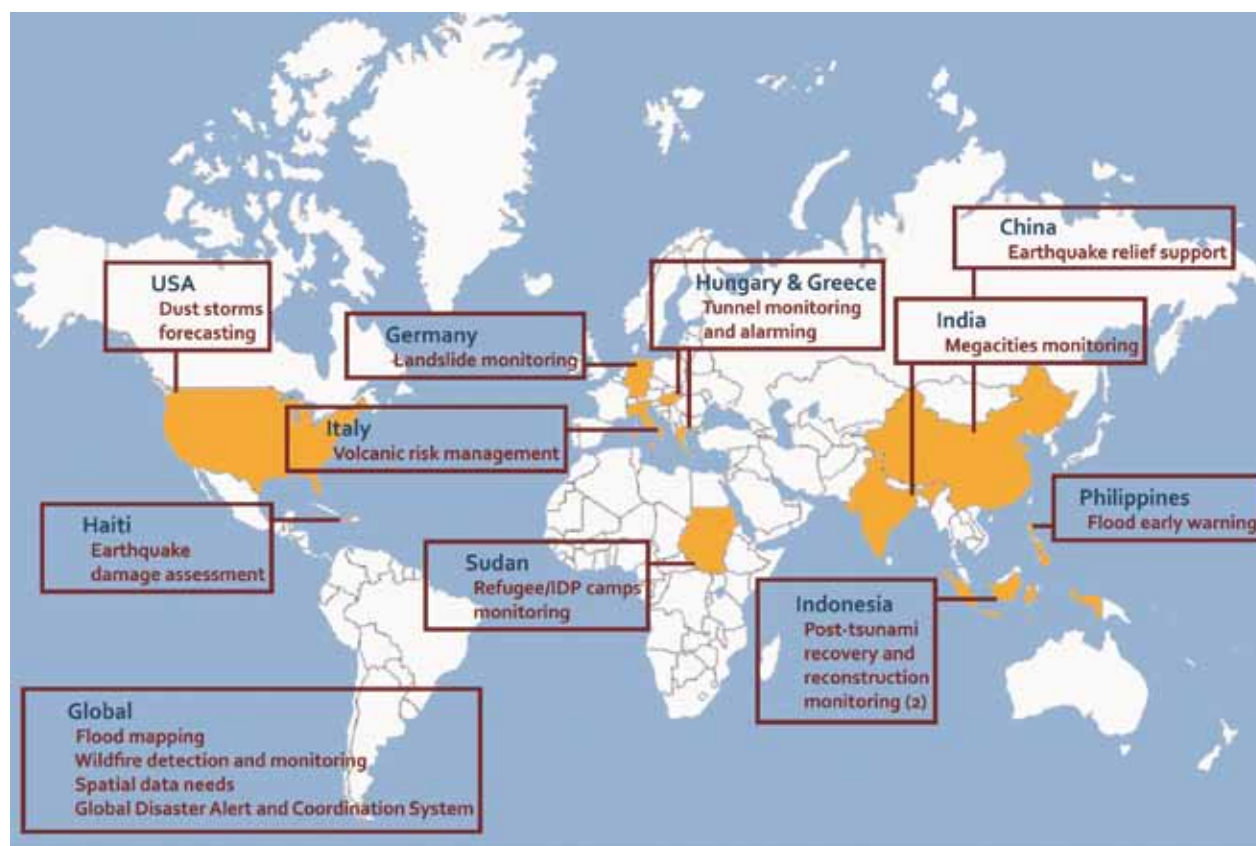 USA
Dust storms
forecasting
Germany
Landslide monitoring
Hungary & Greece
Tunnel monitoring
and alarming
China
Earthquake relief support
India
Megacities monitoring
Italy
Volcanic risk management
Haiti
Earthquake
damage assessment
Sudan
Refugee/IDP camps
monitoring
Philippines
Flood early warning
Indonesia
Post-tsunami
recovery and
reconstruction
monitoring (2)
Global
Flood mapping
Wildfire detection and monitoring
Spatial data needs
Global Disaster Alert and Coordination System